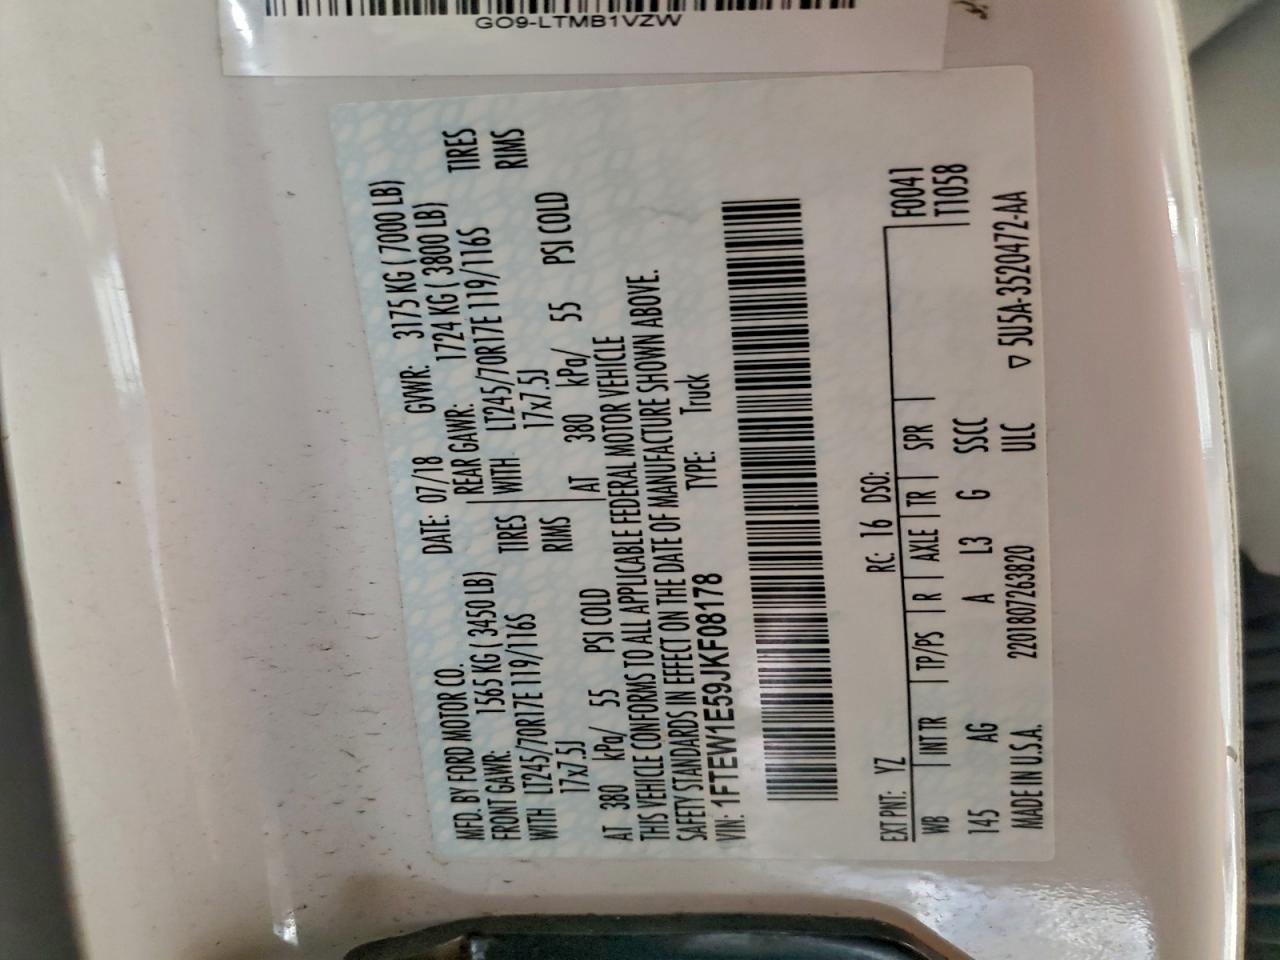 GO9-LTMB1VZW
MFD. BY FORD MOTOR CO. DATE: 07/18 GVWR: 3175 KG ( 7000 LB)
FRONT GAWR: 1565 KG ( 3450 LB) REAR GAWR: 1724 KG ( 3800 LB)
WITH LT245/70R17E 119/116S TIRES WITH LT245/70R17E 119/116S TIRES
17x7.5J RIMS 17x7.5J RIMS
AT 380 kPa/ 55 PSI COLD AT 380 kPa/ 55 PSI COLD
THIS VEHICLE CONFORMS TO ALL APPLICABLE FEDERAL MOTOR VEHICLE
SAFETY STANDARDS IN EFFECT ON THE DATE OF MANUFACTURE SHOWN ABOVE.
VIN: 1FTEW1E59JKF08178 TYPE: Truck
EXT PNT: YZ RC: 16 DSO: F0041
WB INT TR TP/PS R AXLE TR SPR T1058
145 AG A L3 G SSCC
MADE IN U.S.A. 2201807263820 ULC ▽ 5U5A-3520472-AA